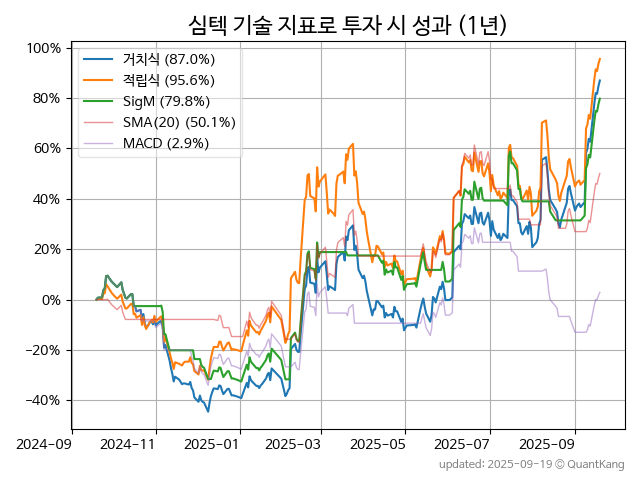 심텍 기술 지표로 투자 시 성과 (1년)
거치식 (87.0%)
적립식 (95.6%)
SigM (79.8%)
SMA(20) (50.1%)
MACD (2.9%)
100%
80%
60%
40%
20%
0%
−20%
−40%
2024-09 2024-11 2025-01 2025-03 2025-05 2025-07 2025-09
updated: 2025-09-19 © QuantKang